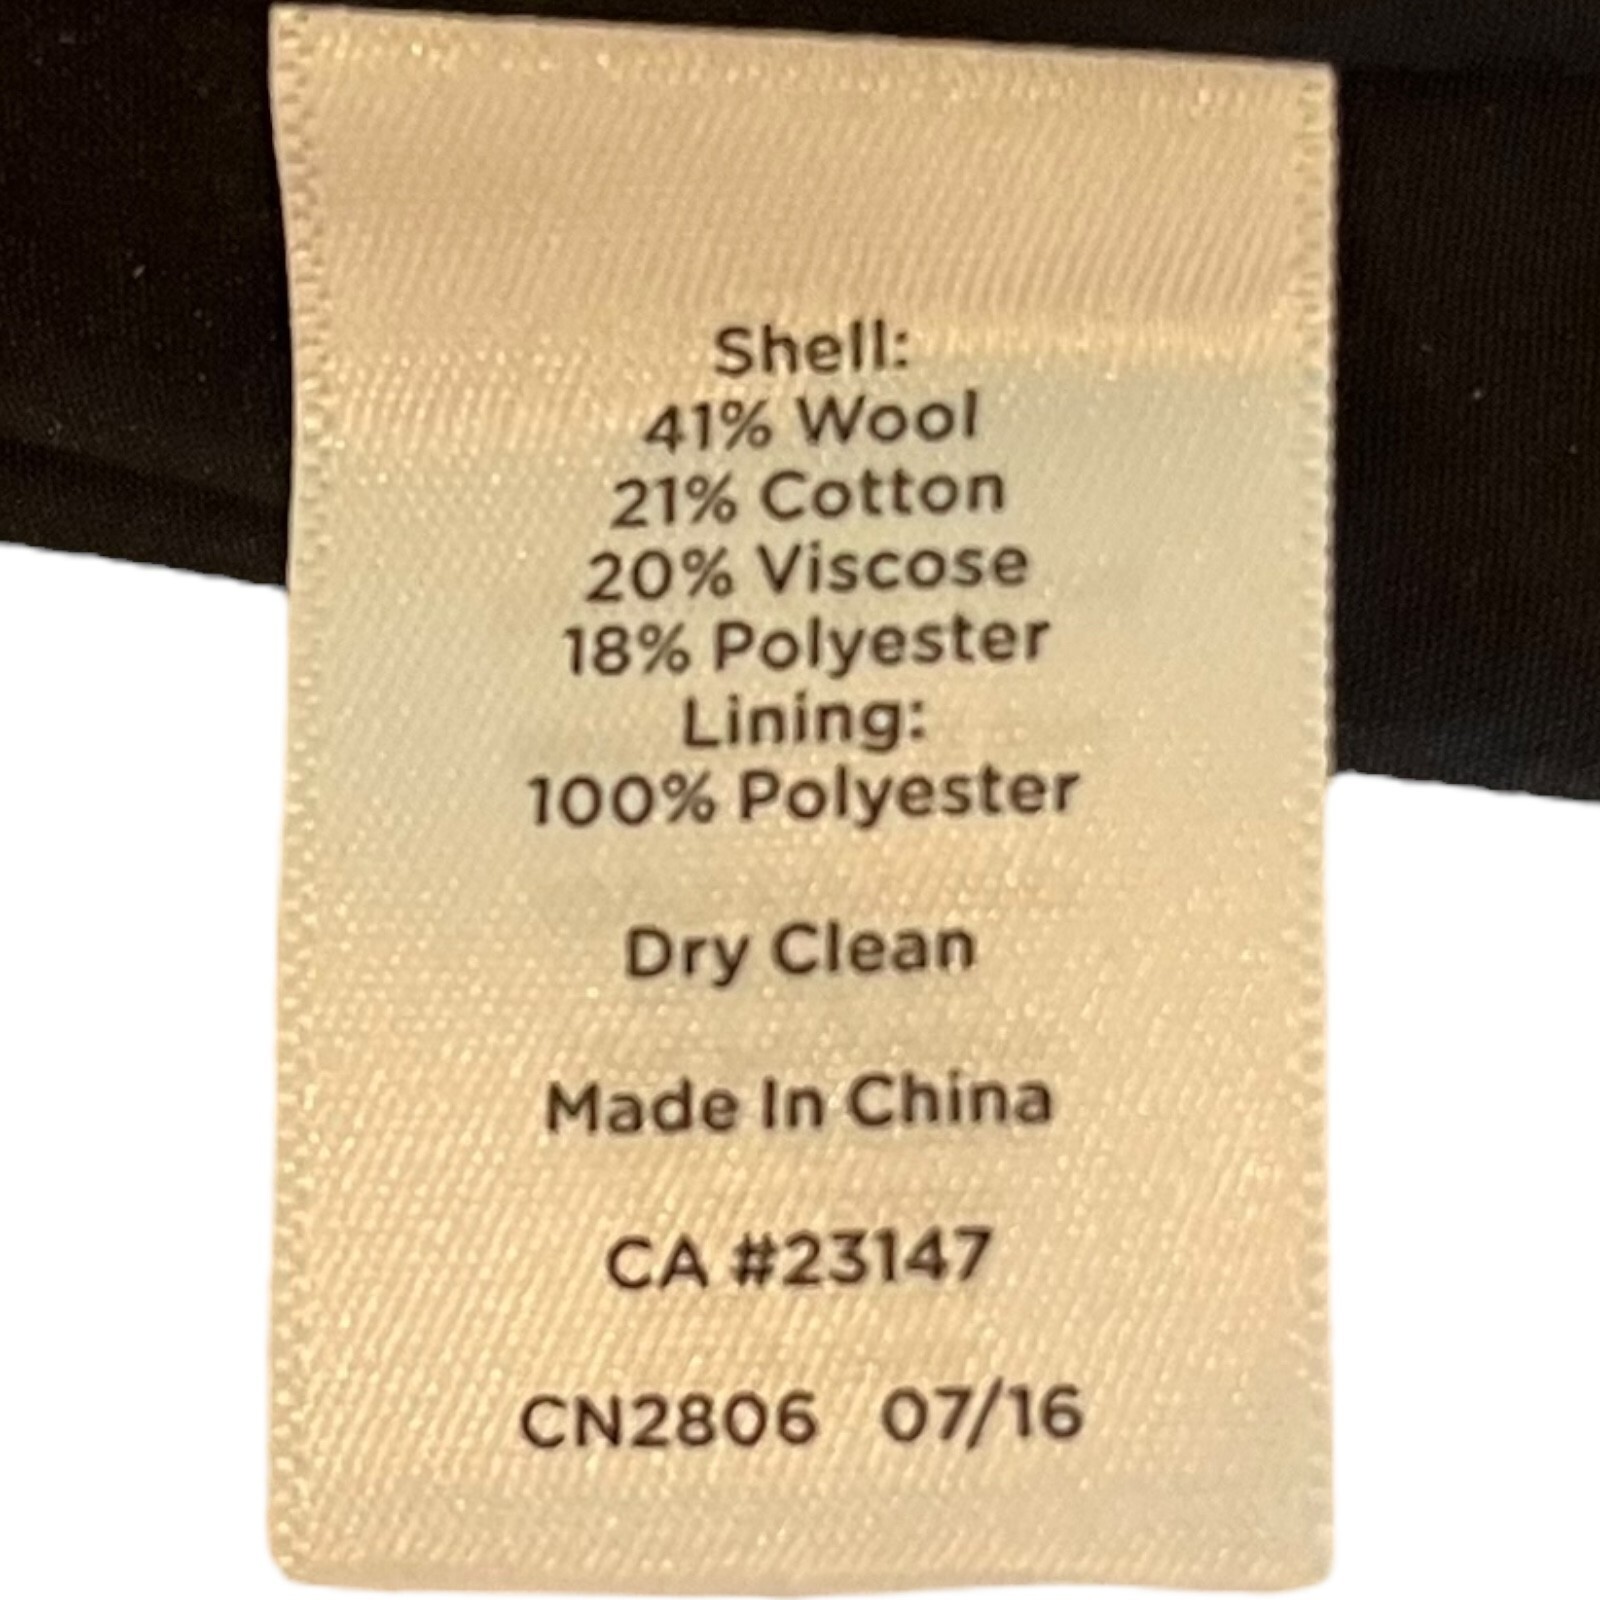 Shell:
41% Wool
21% Cotton
20% Viscose
18% Polyester
Lining:
100% Polyester
Dry Clean
Made In China
CA #23147
CN2806 07/16